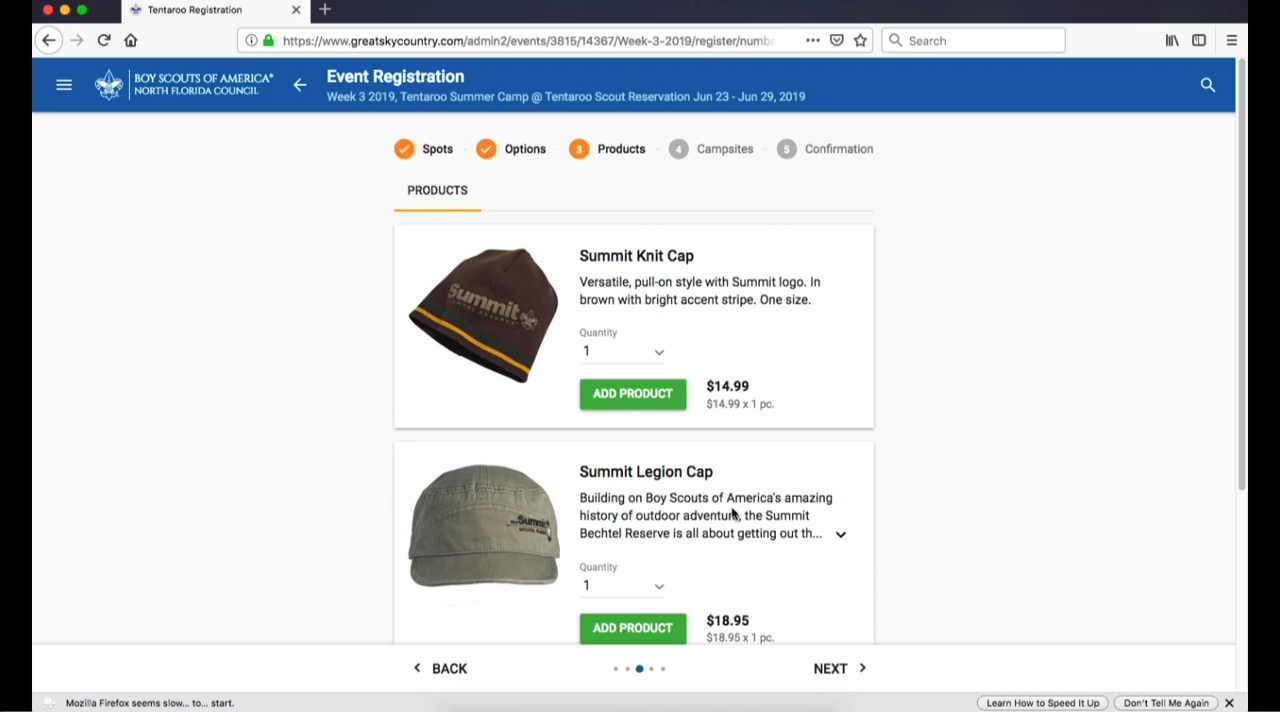 Tentaroo Registration
https://www.greatskycountry.com/admin2/events/3815/14367/Week-3-2019/register/numbe
Search
BOY SCOUTS OF AMERICA®
NORTH FLORIDA COUNCIL
Event Registration
Week 3 2019, Tentaroo Summer Camp @ Tentaroo Scout Reservation Jun 23 - Jun 29, 2019
Spots
Options
3 Products
4 Campsites
5 Confirmation
PRODUCTS
Summit
BECHTEL RESERVE
Summit Knit Cap
Versatile, pull-on style with Summit logo. In
brown with bright accent stripe. One size.
Quantity
1
ADD PRODUCT
$14.99
$14.99 x 1 pc.
Summit
Summit Legion Cap
Building on Boy Scouts of America's amazing
history of outdoor adventure, the Summit
Bechtel Reserve is all about getting out th...
Quantity
1
ADD PRODUCT
$18.95
$18.95 x 1 pc.
BACK
NEXT
Mozilla Firefox seems slow... to... start.
Learn How to Speed It Up
Don't Tell Me Again